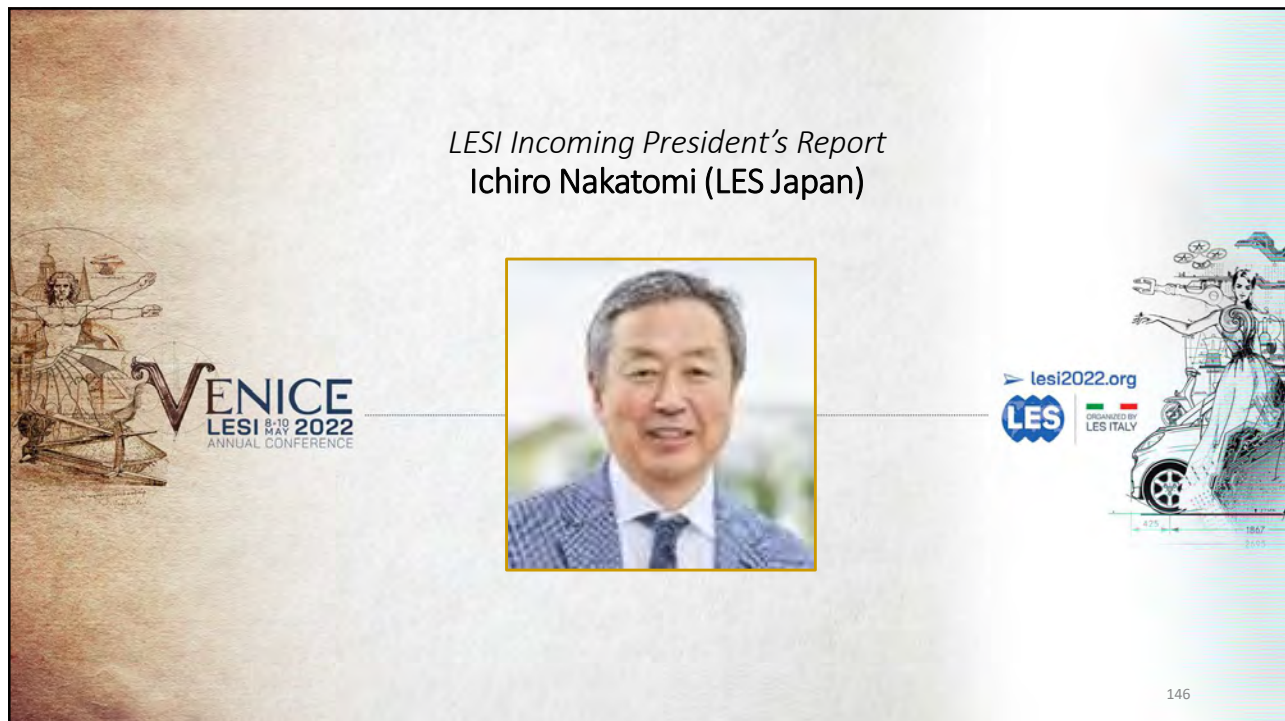 LESI Incoming President's Report
Ichiro Nakatomi (LES Japan)
VENICE
LESI 8•10 MAY 2022
ANNUAL CONFERENCE
lesi2022.org
LES
ORGANIZED BY
LES ITALY
425
1867
2695
146